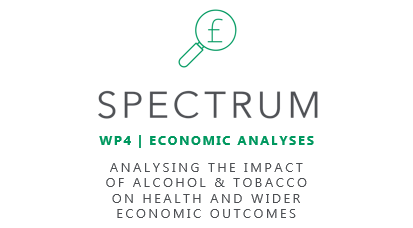 £
SPECTRUM
WP4 | ECONOMIC ANALYSES
ANALYSING THE IMPACT
OF ALCOHOL & TOBACCO
ON HEALTH AND WIDER
ECONOMIC OUTCOMES